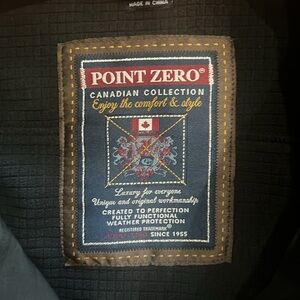 MADE IN CHINA
POINT ZERO®
CANADIAN COLLECTION
Enjoy the comfort & style
Luxury for everyone
Unique and original workmanship
CREATED TO PERFECTION
FULLY FUNCTIONAL
WEATHER PROTECTION
REGISTERED TRADEMARK®
SINCE 1955